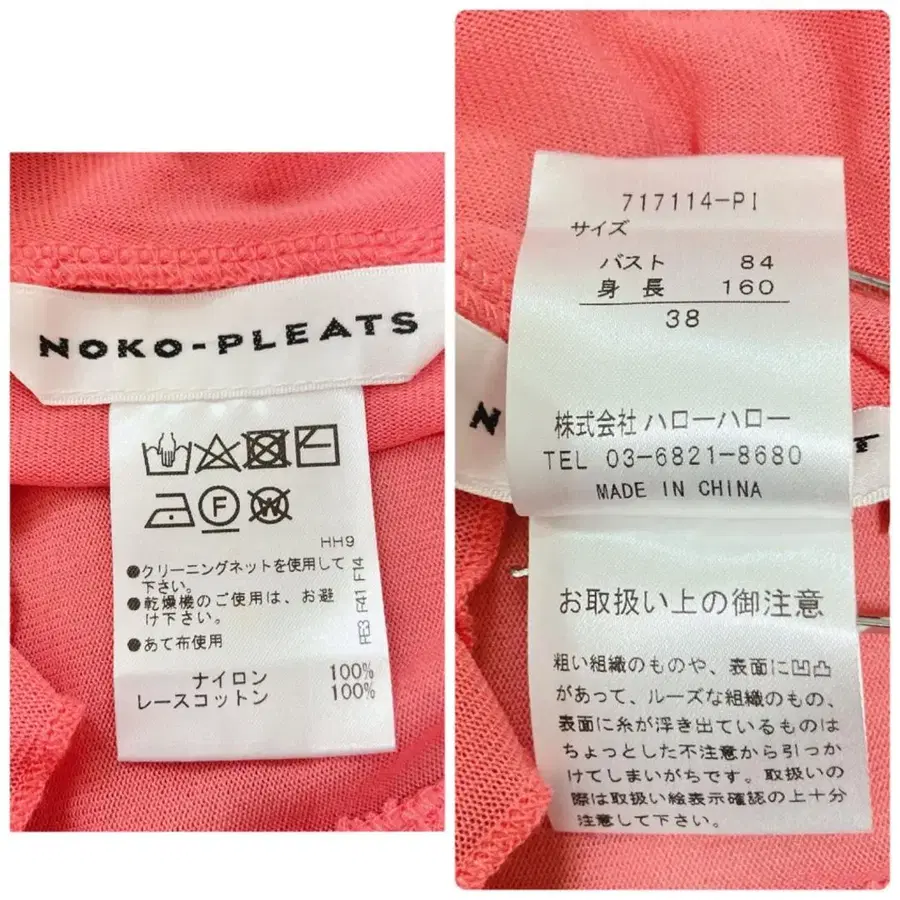 NOKO-PLEATS
F
W
HH9
●クリーニングネットを使用して
下さい。
●乾燥機のご使用は、お避
け下さい。
●あて布使用
FE3 F41 F14
ナイロン 100%
レースコットン 100%
717114-PI
サイズ
バスト 84
身長 160
38
N
株式会社ハローハロー
TEL 03-6821-8680
MADE IN CHINA
お取扱い上の御注意
粗い組織のものや、表面に凹凸
があって、ルーズな組織のもの、
表面に糸が浮き出ているものは
ちょっとした不注意から引っか
けてしまいがちです。取扱いの
際は取扱い絵表示確認の上十分
注意して下さい。